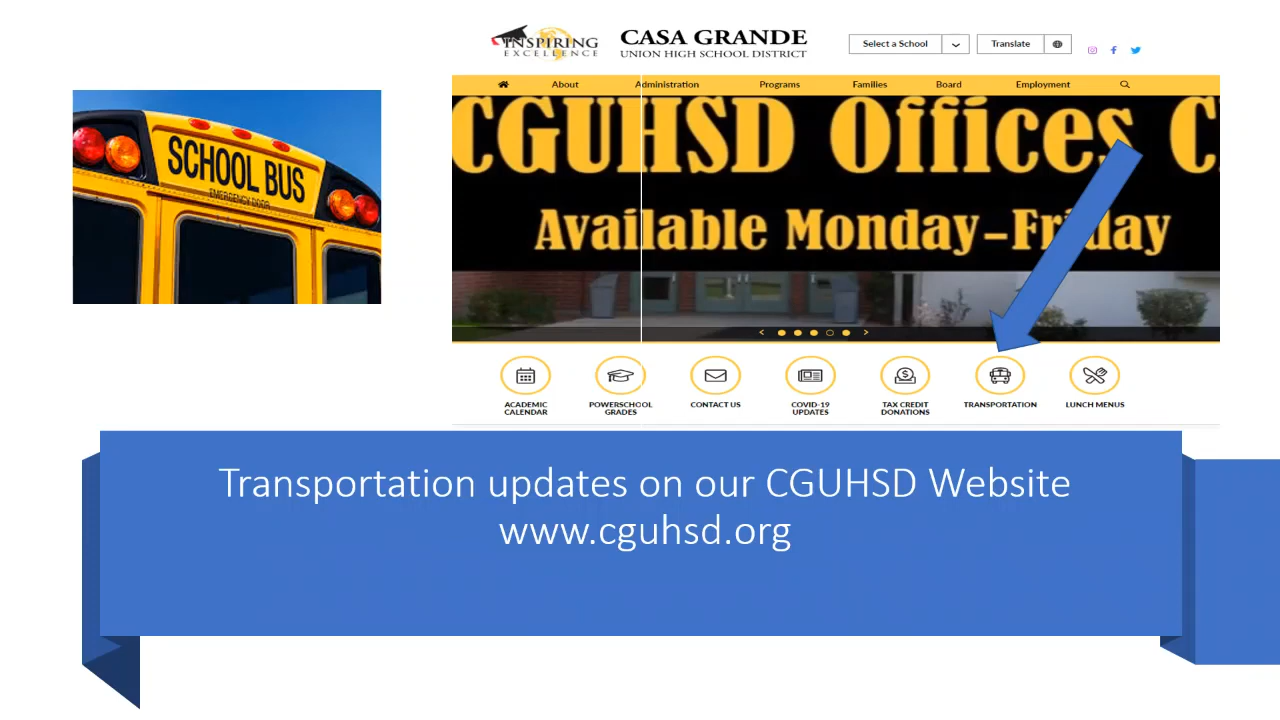 INSPIRING
EXCELLENCE
CASA GRANDE
UNION HIGH SCHOOL DISTRICT
Select a School
Translate
About Administration Programs Families Board Employment
SCHOOL BUS
EMERGENCY DOOR
CGUHSD Offices
Available Monday-Friday
ACADEMIC
CALENDAR
POWERSCHOOL
GRADES
CONTACT US
COVID-19
UPDATES
TAX CREDIT
DONATIONS
TRANSPORTATION
LUNCH MENUS
Transportation updates on our CGUHSD Website
www.cguhsd.org